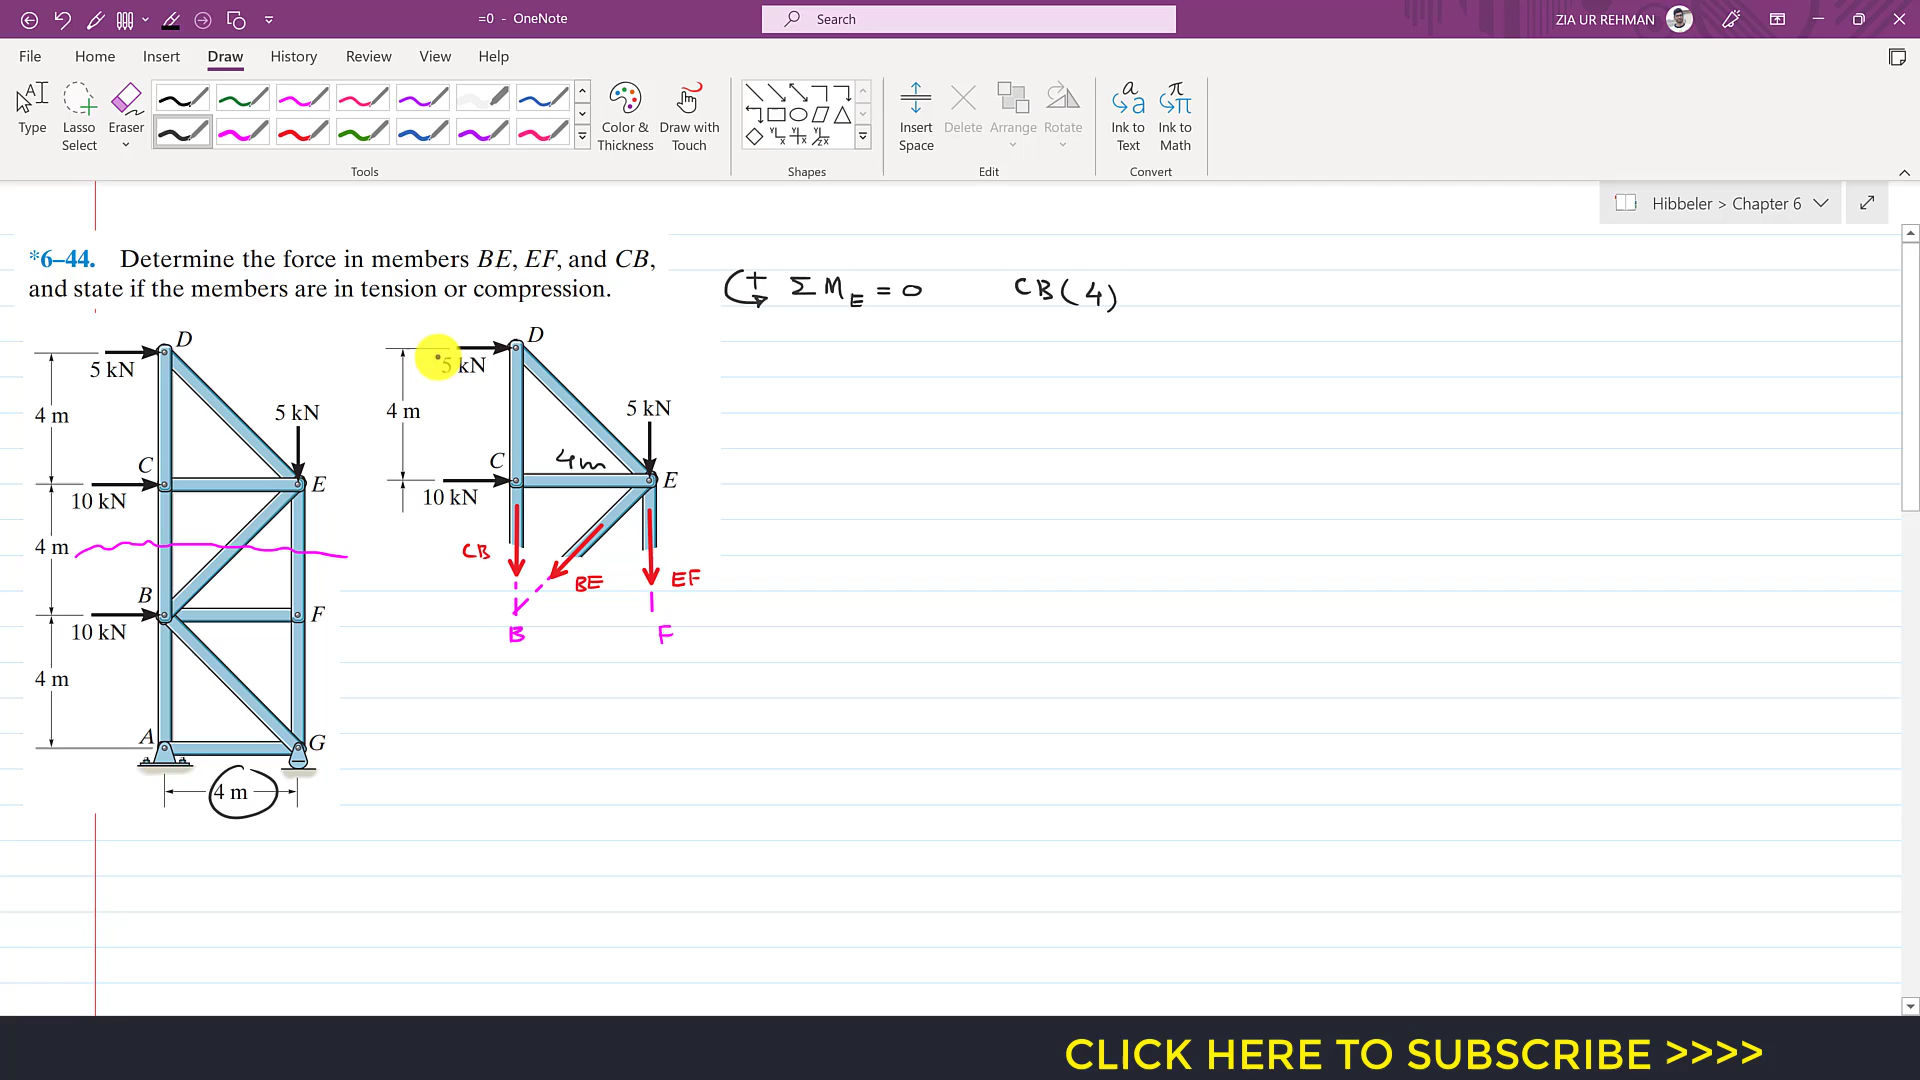 =0 - OneNote
Search
ZIA UR REHMAN
File Home Insert Draw History Review View Help
Type
Lasso Select
Eraser
Color & Thickness
Draw with Touch
Insert Space
Delete
Arrange
Rotate
Ink to Text
Ink to Math
Tools
Shapes
Edit
Convert
Hibbeler > Chapter 6
*6–44. Determine the force in members BE, EF, and CB,
and state if the members are in tension or compression.
+ Σ M_E = 0 CB(4)
D
5 kN
4 m
5 kN
C
E
10 kN
4 m
B
F
10 kN
4 m
A
G
4 m
D
5 kN
4 m
5 kN
4m
C
E
10 kN
CB
BE
EF
B
F
CLICK HERE TO SUBSCRIBE >>>>